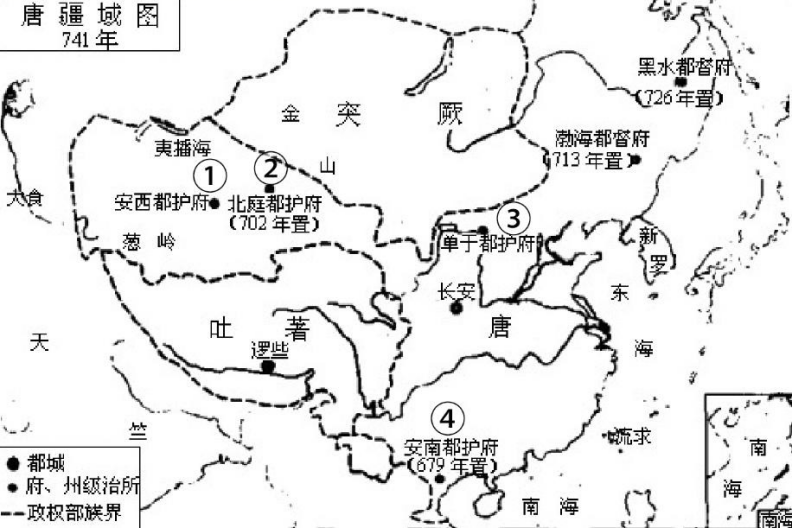 唐疆域图
741年
黑水都督府
(726年置)
金山
突厥
渤海都督府
(713年置)
夷播海
①
②
大食
安西都护府
北庭都护府
(702年置)
③
单于都护府
葱岭
新罗
长安
东海
吐蕃
唐
天竺
逻些
④
安南都护府
(679年置)
流求
南海
南海
南海
都城
府、州级治所
政权部族界